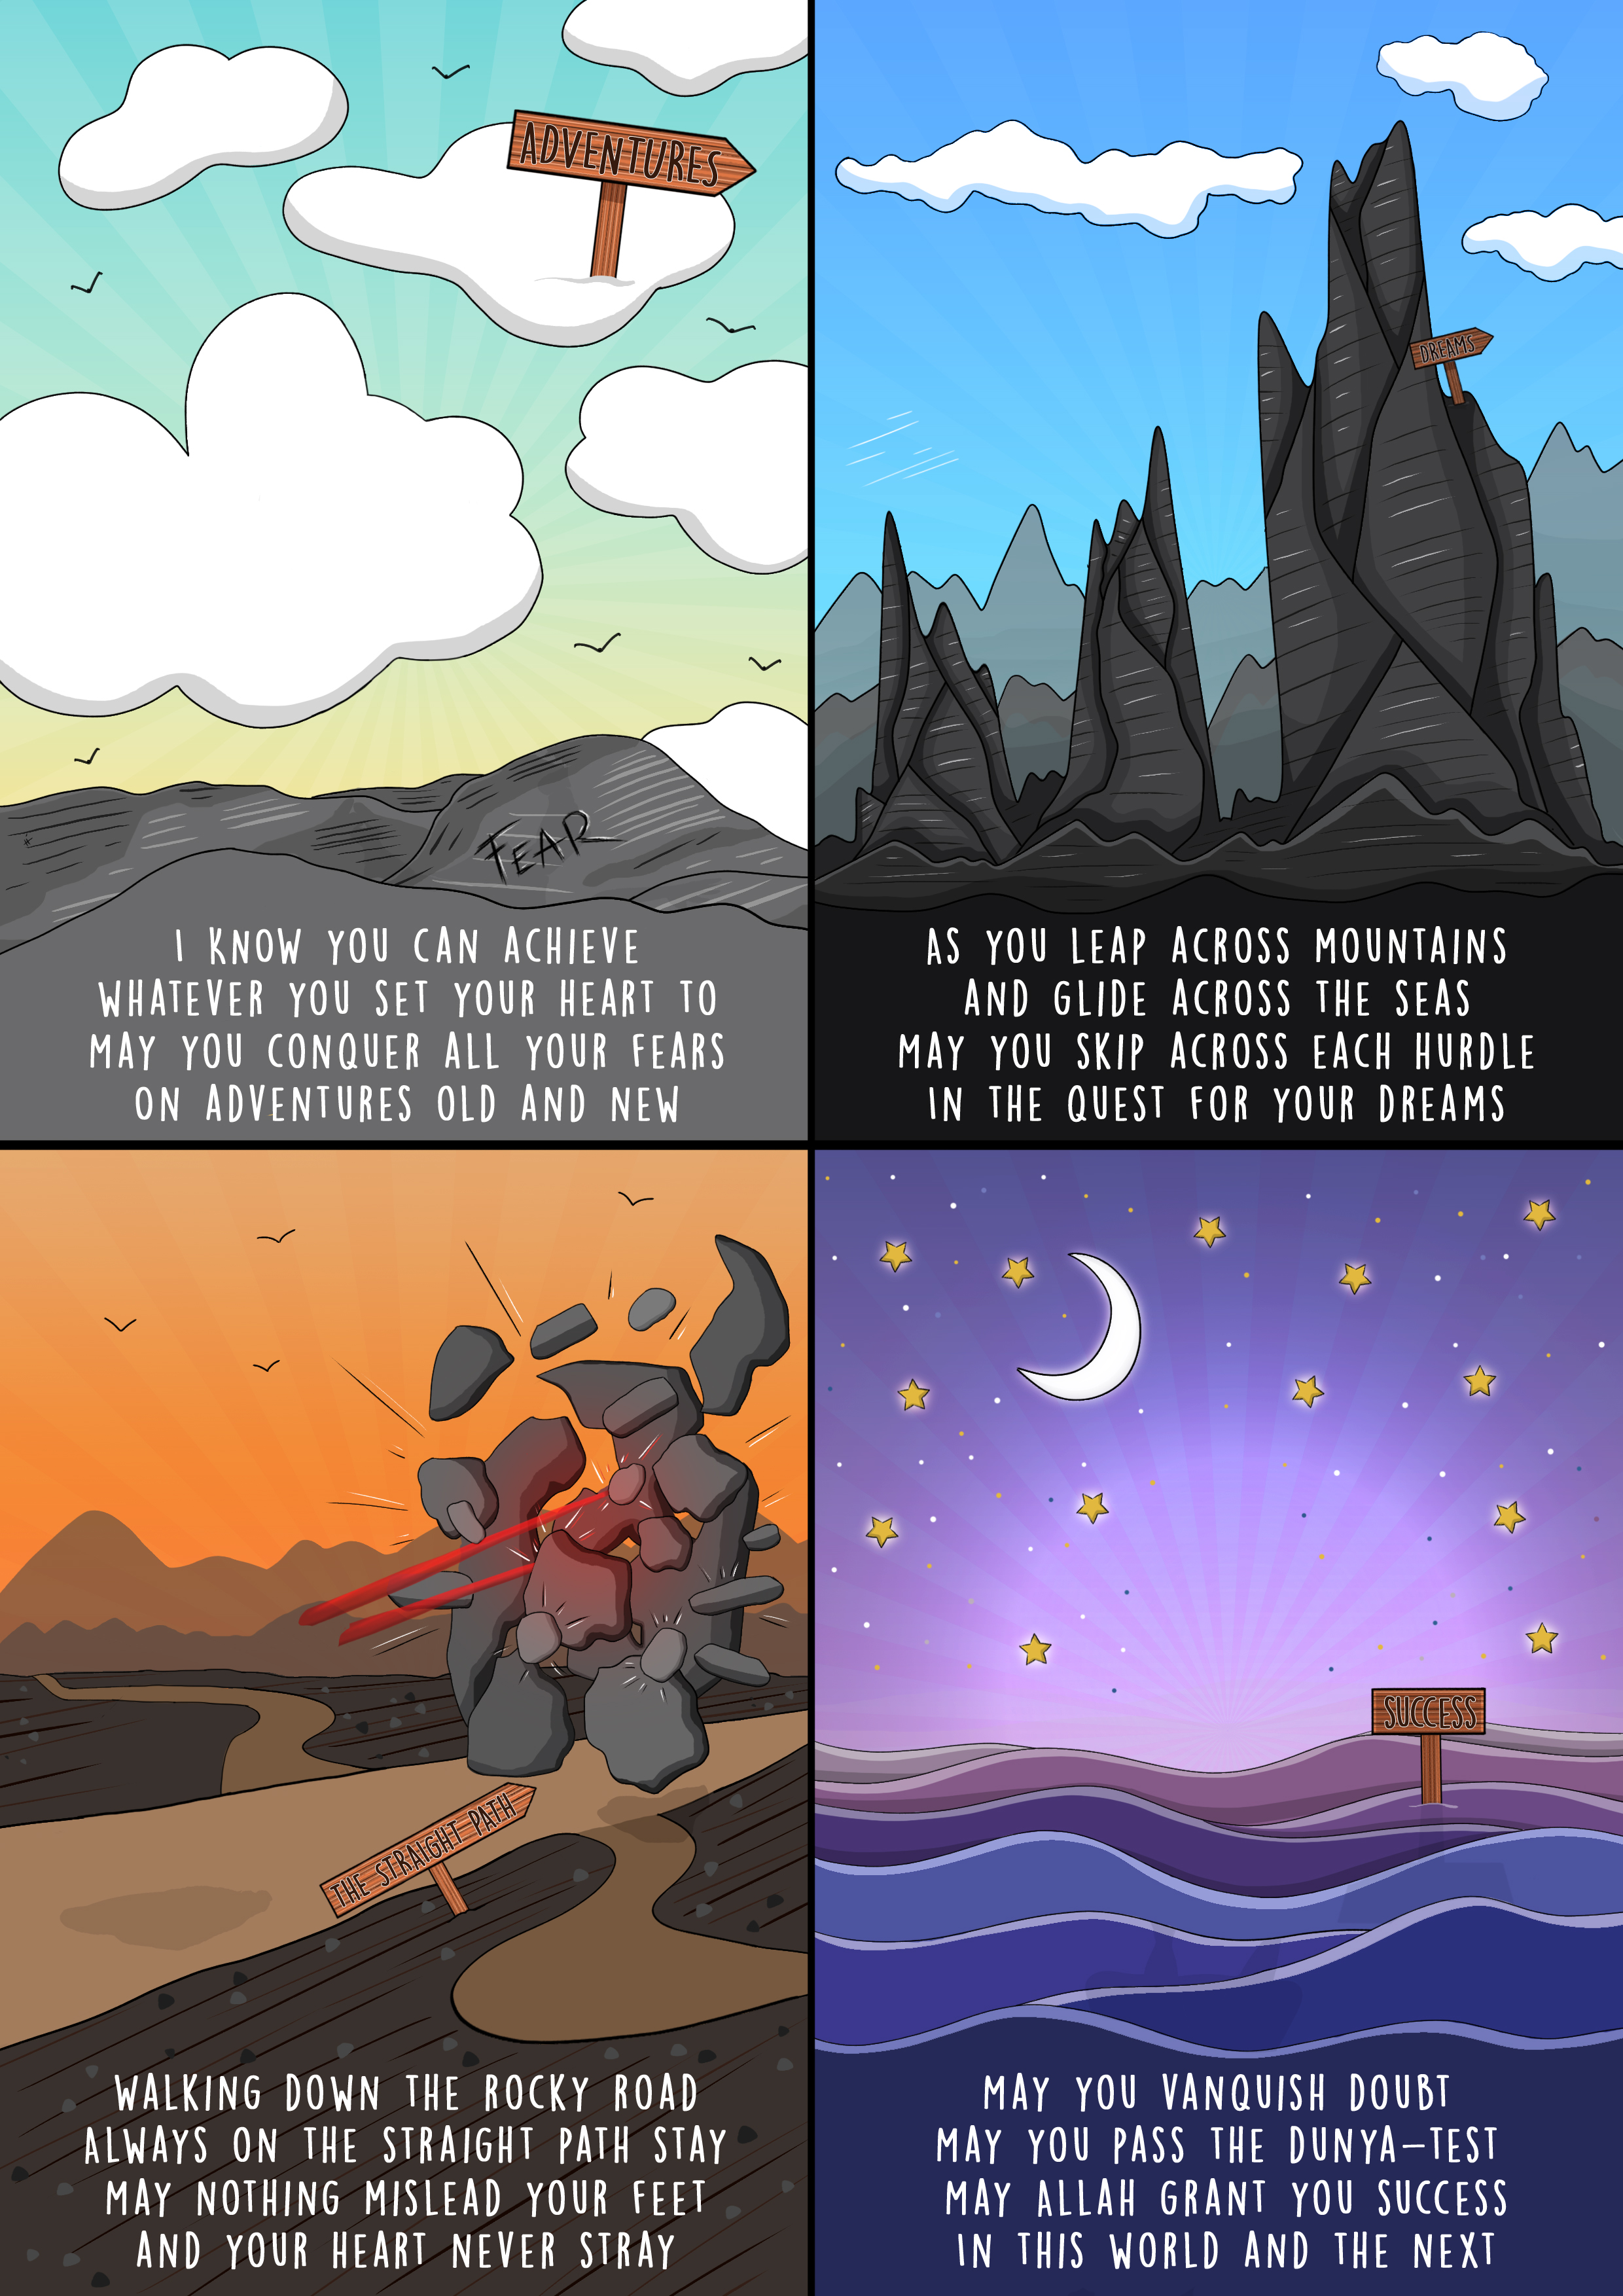 ADVENTURES
FEAR
I KNOW YOU CAN ACHIEVE
WHATEVER YOU SET YOUR HEART TO
MAY YOU CONQUER ALL YOUR FEARS
ON ADVENTURES OLD AND NEW
DREAMS
AS YOU LEAP ACROSS MOUNTAINS
AND GLIDE ACROSS THE SEAS
MAY YOU SKIP ACROSS EACH HURDLE
IN THE QUEST FOR YOUR DREAMS
THE STRAIGHT PATH
WALKING DOWN THE ROCKY ROAD
ALWAYS ON THE STRAIGHT PATH STAY
MAY NOTHING MISLEAD YOUR FEET
AND YOUR HEART NEVER STRAY
SUCCESS
MAY YOU VANQUISH DOUBT
MAY YOU PASS THE DUNYA-TEST
MAY ALLAH GRANT YOU SUCCESS
IN THIS WORLD AND THE NEXT